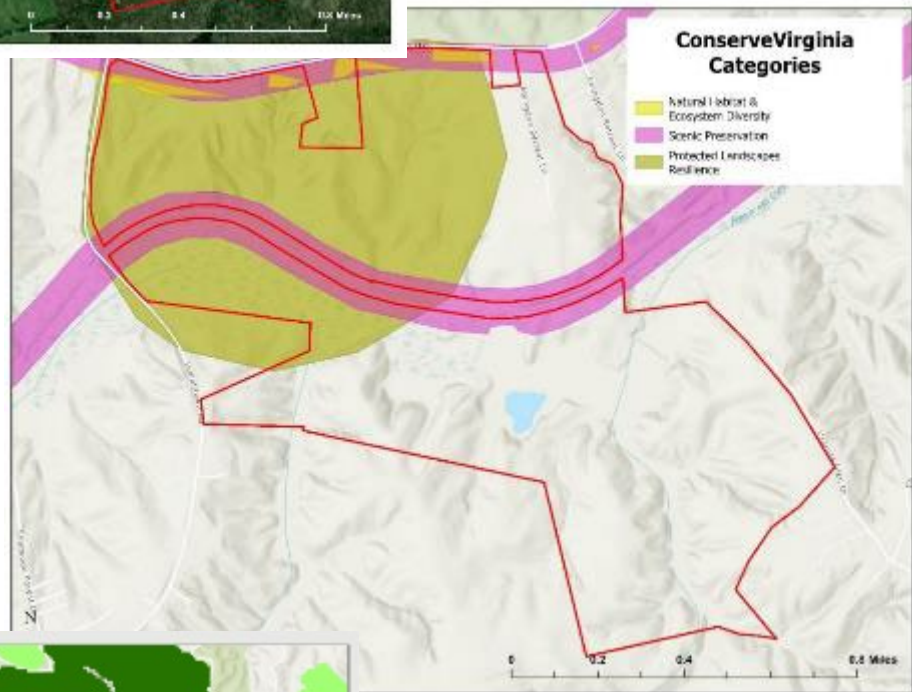 0 0.2 0.4 0.8 Miles
ConserveVirginia
Categories
Natural Habitat &
Ecosystem Diversity
Scenic Preservation
Protected Landscapes
Resilience
N
0 0.2 0.4 0.8 Miles